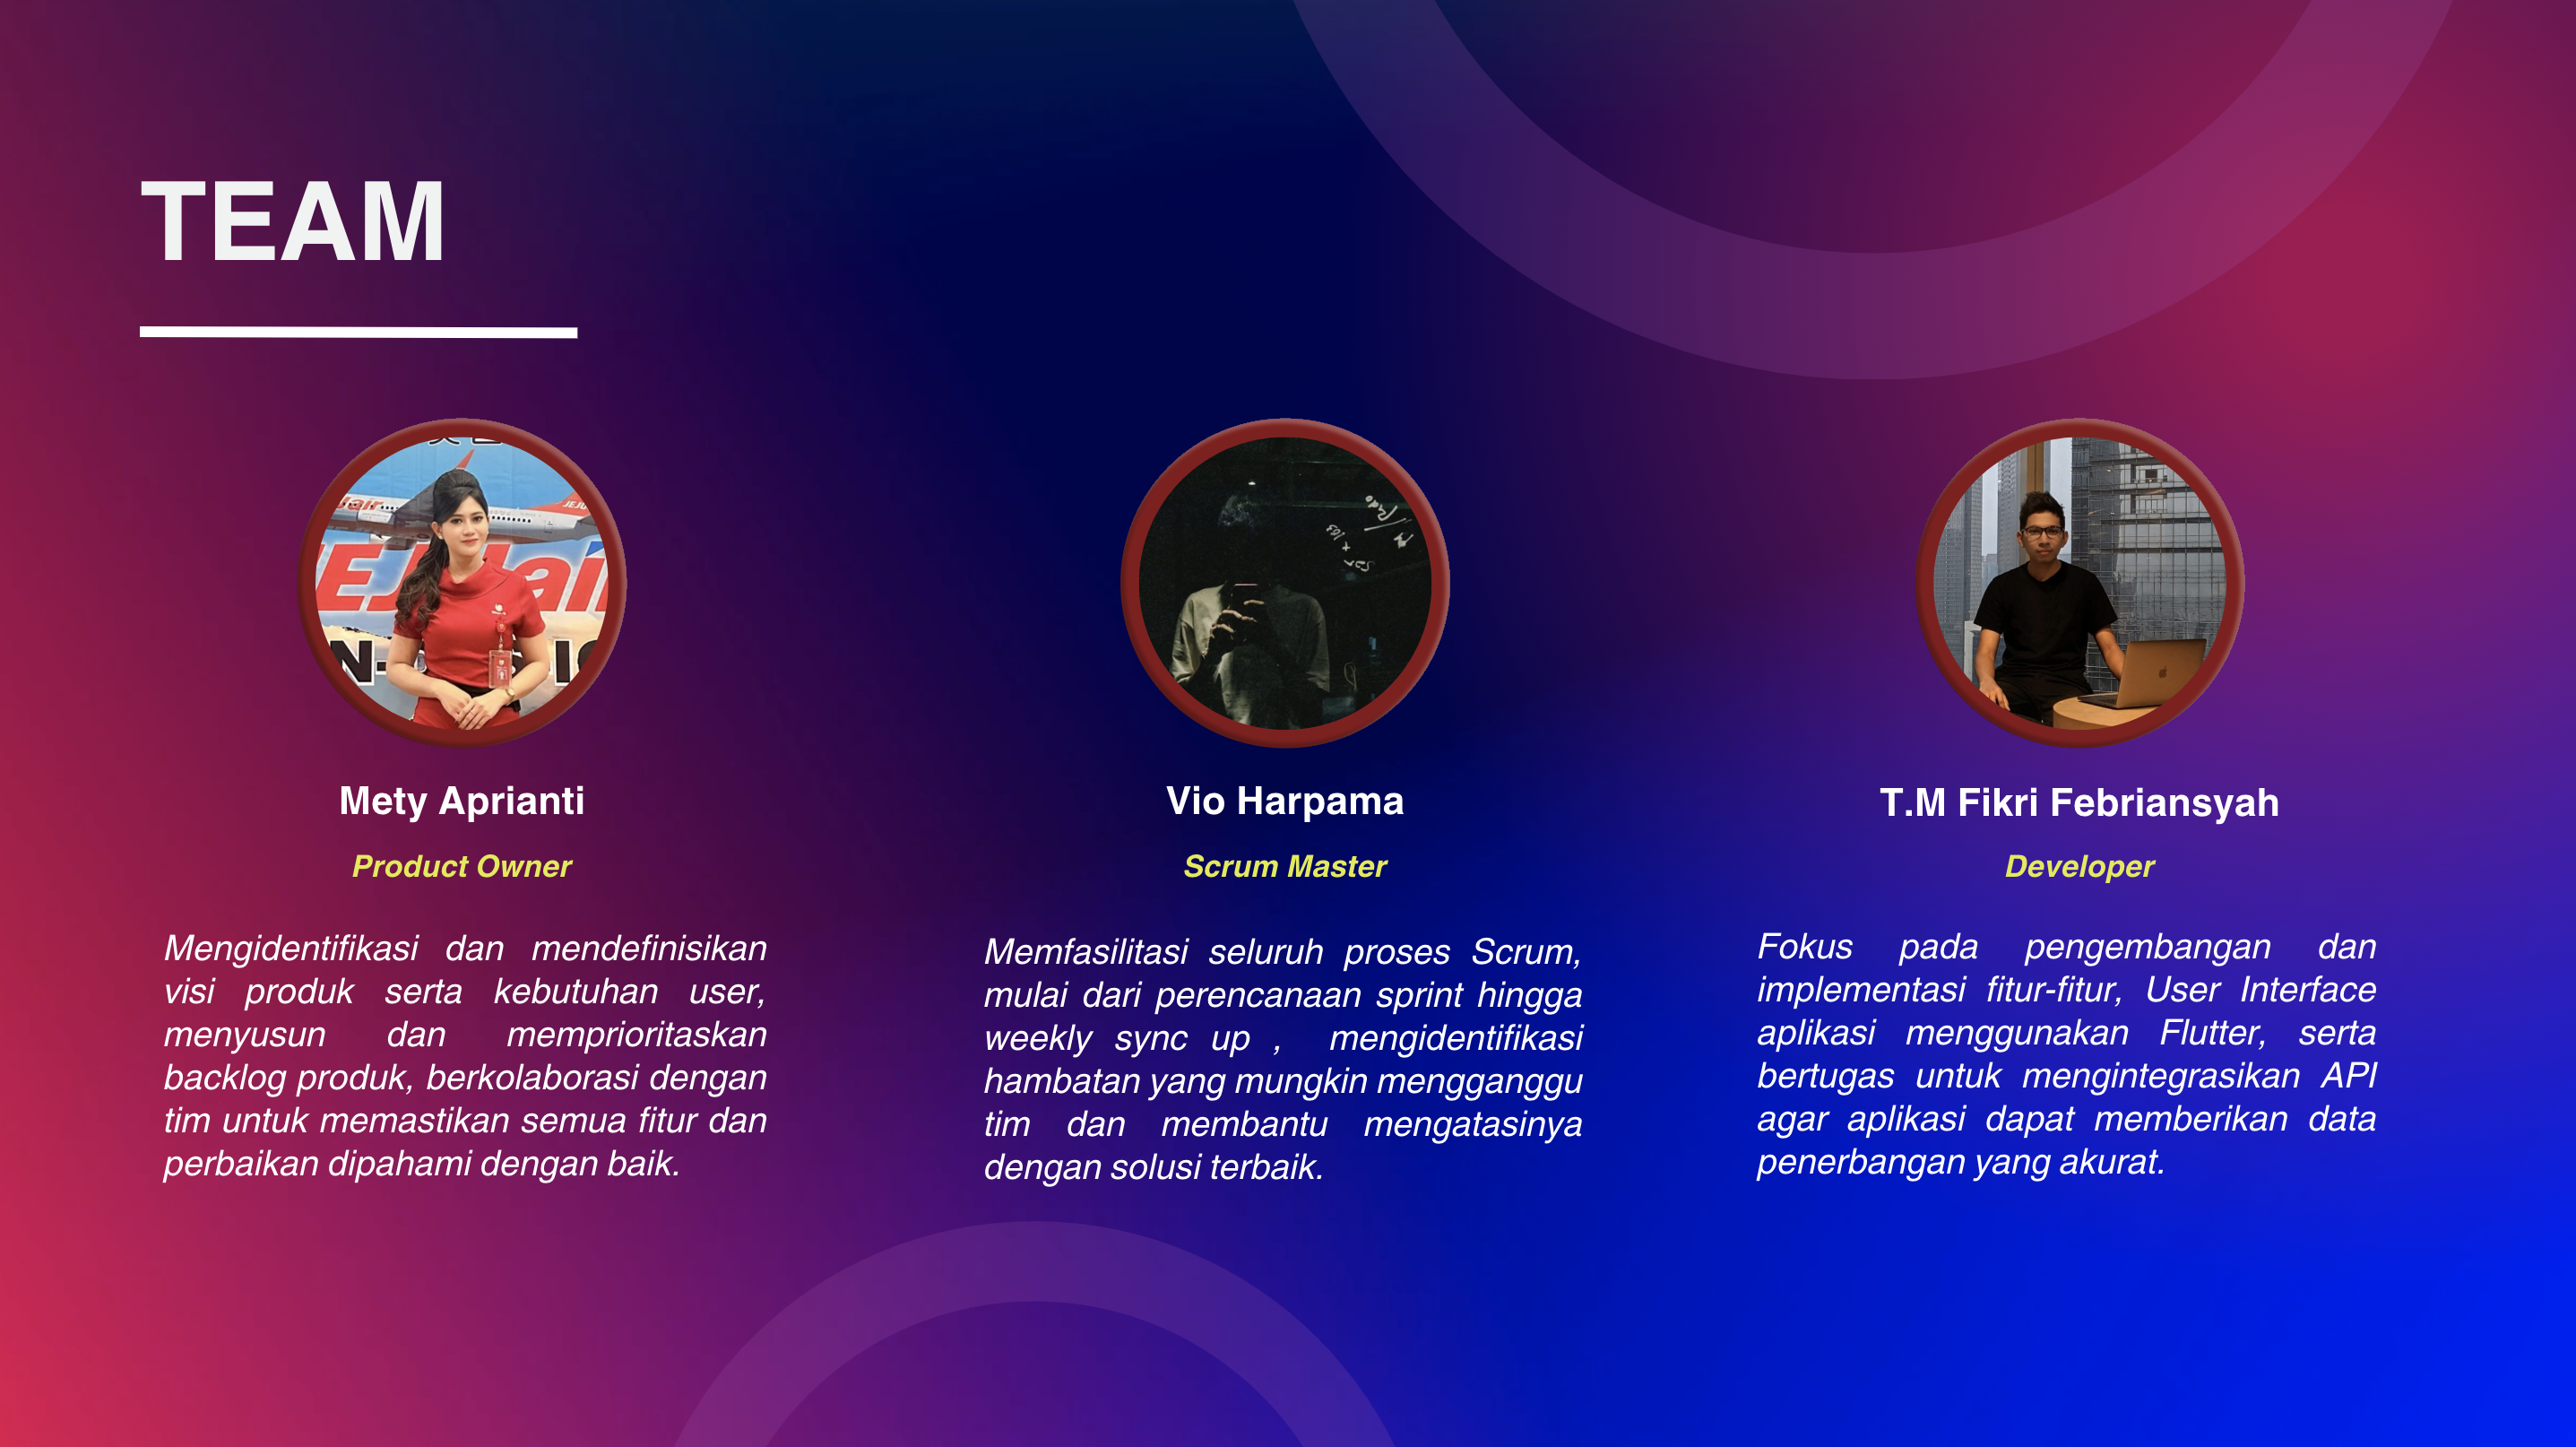 TEAM
Jair
JEJU
EJUair
N-
Mety Aprianti
Product Owner
Mengidentifikasi dan mendefinisikan
visi produk serta kebutuhan user,
menyusun dan memprioritaskan
backlog produk, berkolaborasi dengan
tim untuk memastikan semua fitur dan
perbaikan dipahami dengan baik.
Vio Harpama
Scrum Master
Memfasilitasi seluruh proses Scrum,
mulai dari perencanaan sprint hingga
weekly sync up , mengidentifikasi
hambatan yang mungkin mengganggu
tim dan membantu mengatasinya
dengan solusi terbaik.
T.M Fikri Febriansyah
Developer
Fokus pada pengembangan dan
implementasi fitur-fitur, User Interface
aplikasi menggunakan Flutter, serta
bertugas untuk mengintegrasikan API
agar aplikasi dapat memberikan data
penerbangan yang akurat.